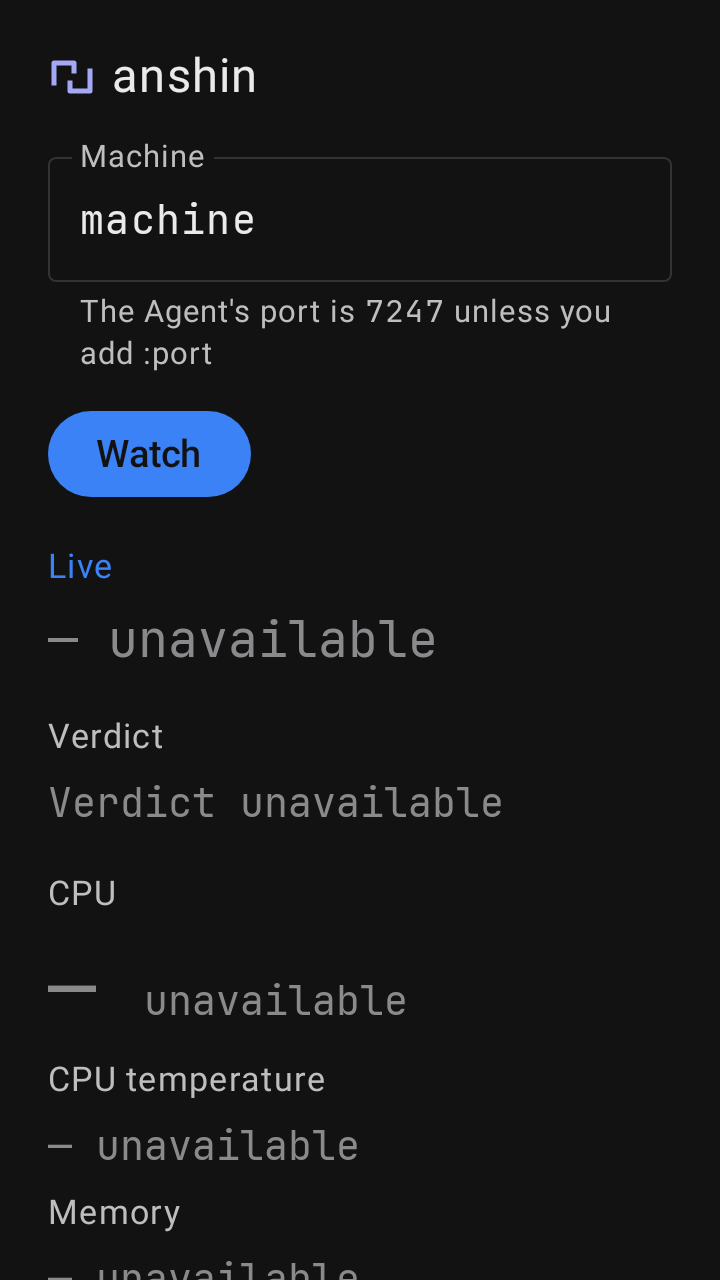 anshin
Machine
machine
The Agent's port is 7247 unless you
add :port
Watch
Live
— unavailable
Verdict
Verdict unavailable
CPU
— unavailable
CPU temperature
— unavailable
Memory
— unavailable